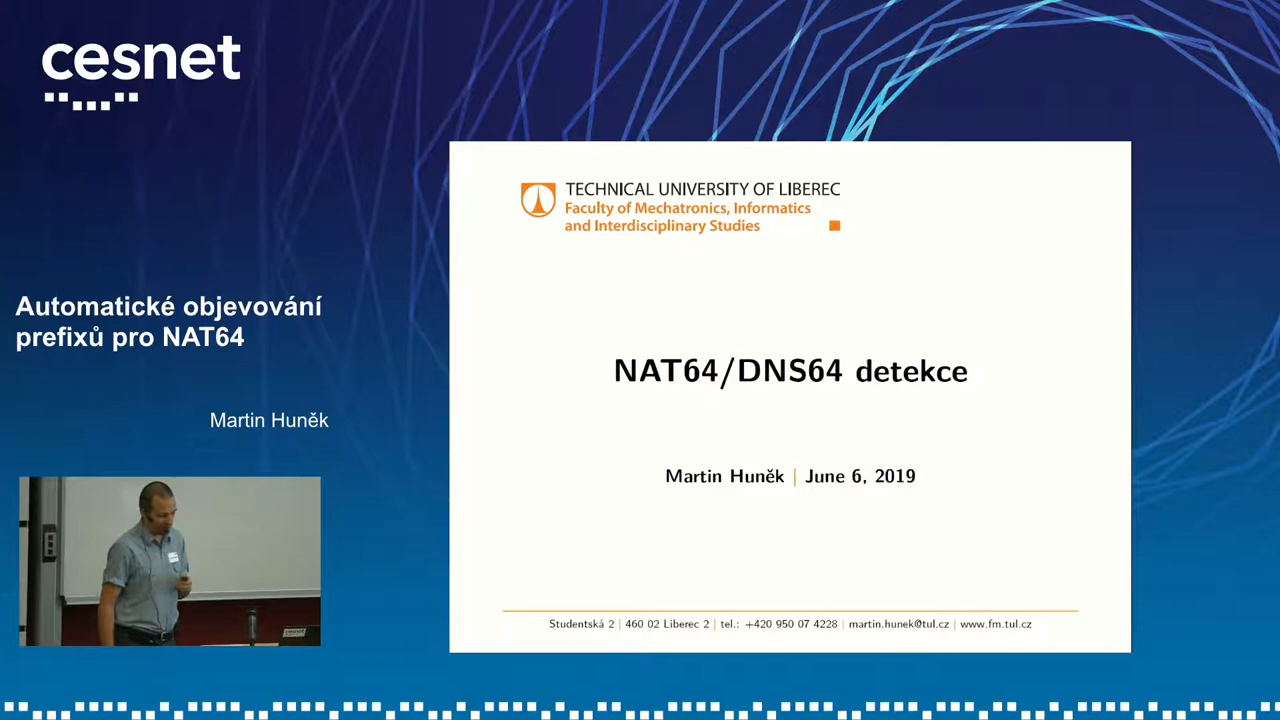 cesnet
Automatické objevování
prefixů pro NAT64
Martin Huněk
TECHNICAL UNIVERSITY OF LIBEREC
Faculty of Mechatronics, Informatics
and Interdisciplinary Studies
NAT64/DNS64 detekce
Martin Huněk | June 6, 2019
Studentská 2 | 460 02 Liberec 2 | tel.: +420 950 07 4228 | martin.hunek@tul.cz | www.fm.tul.cz